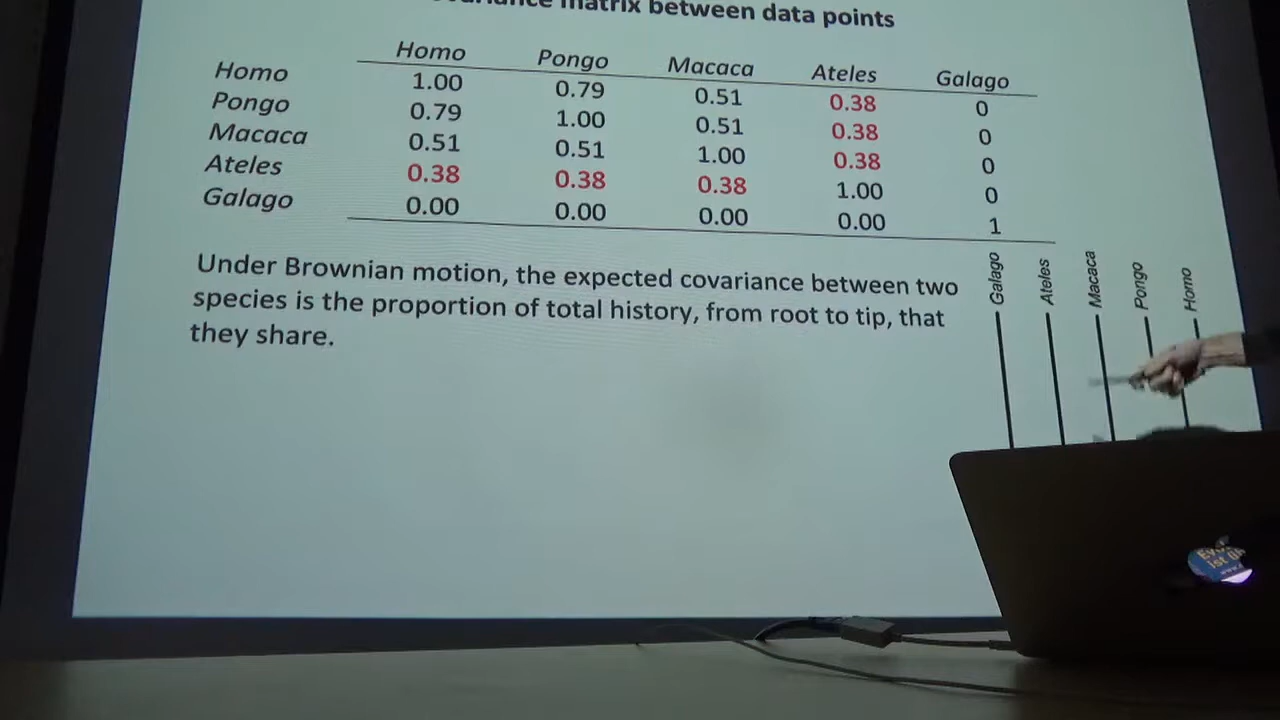 matrix between data points
Homo Pongo Macaca Ateles Galago
Homo 1.00 0.79 0.51 0.38 0
Pongo 0.79 1.00 0.51 0.38 0
Macaca 0.51 0.51 1.00 0.38 0
Ateles 0.38 0.38 0.38 1.00 0
Galago 0.00 0.00 0.00 0.00 1
Under Brownian motion, the expected covariance between two
species is the proportion of total history, from root to tip, that
they share.
Galago
Ateles
Macaca
Pongo
Homo